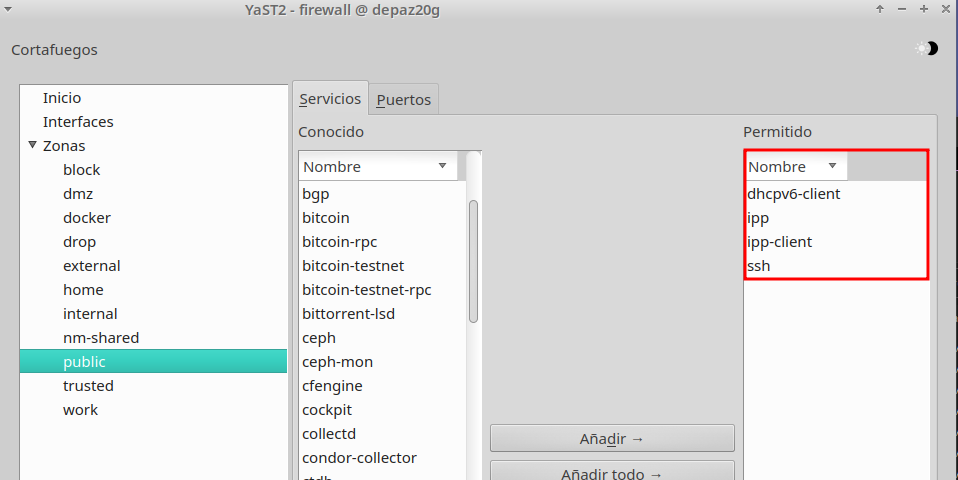 YaST2 - firewall @ depaz20g
Cortafuegos
Inicio
Interfaces
Zonas
block
dmz
docker
drop
external
home
internal
nm-shared
public
trusted
work
Servicios
Puertos
Conocido
Nombre
bgp
bitcoin
bitcoin-rpc
bitcoin-testnet
bitcoin-testnet-rpc
bittorrent-lsd
ceph
ceph-mon
cfengine
cockpit
collectd
condor-collector
ctdb
Añadir →
Añadir todo →
Permitido
Nombre
dhcpv6-client
ipp
ipp-client
ssh